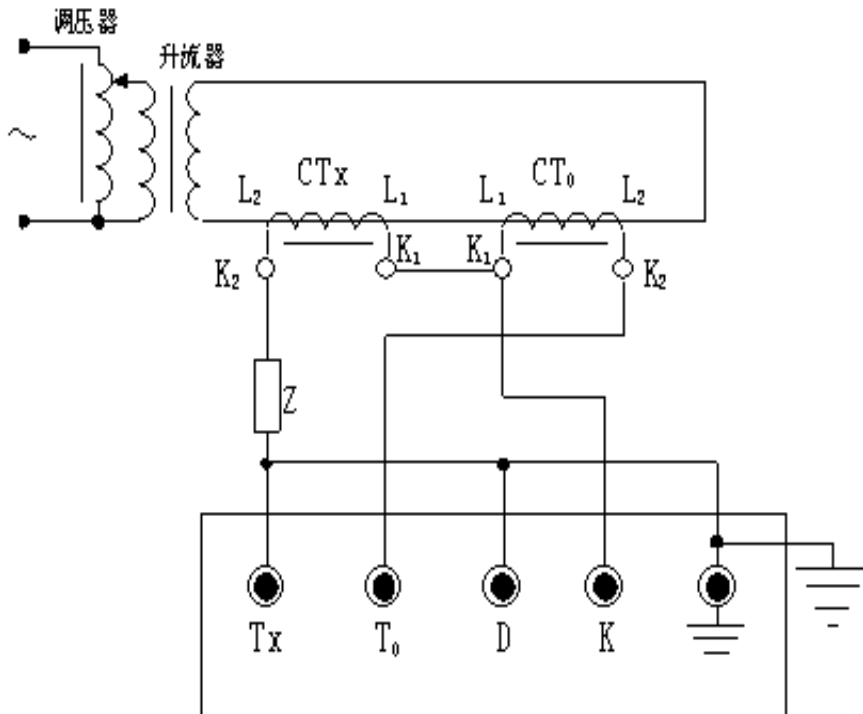 调压器
升流器
~
CTx CT₀
L₂ L₁ L₁ L₂
K₂ K₁ K₁ K₂
Z
Tx T₀ D K